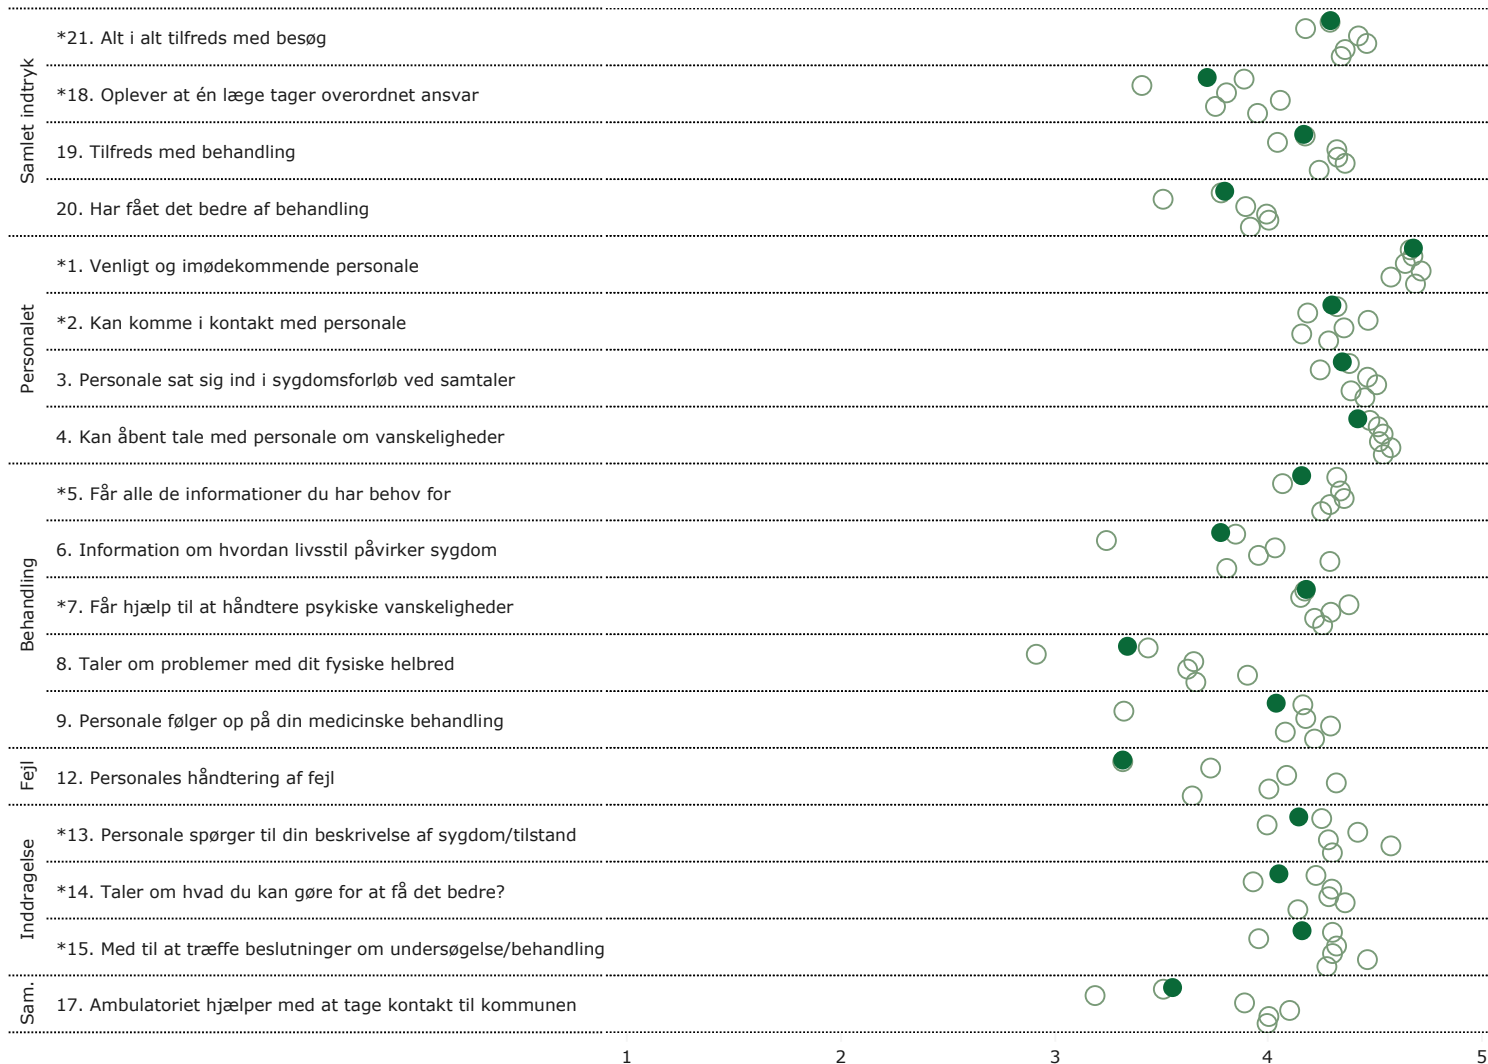 Samlet indtryk
*21. Alt i alt tilfreds med besøg
*18. Oplever at én læge tager overordnet ansvar
19. Tilfreds med behandling
20. Har fået det bedre af behandling
Personalet
*1. Venligt og imødekommende personale
*2. Kan komme i kontakt med personale
3. Personale sat sig ind i sygdomsforløb ved samtaler
4. Kan åbent tale med personale om vanskeligheder
Behandling
*5. Får alle de informationer du har behov for
6. Information om hvordan livsstil påvirker sygdom
*7. Får hjælp til at håndtere psykiske vanskeligheder
8. Taler om problemer med dit fysiske helbred
9. Personale følger op på din medicinske behandling
Fejl
12. Personales håndtering af fejl
Inddragelse
*13. Personale spørger til din beskrivelse af sygdom/tilstand
*14. Taler om hvad du kan gøre for at få det bedre?
*15. Med til at træffe beslutninger om undersøgelse/behandling
Sam.
17. Ambulatoriet hjælper med at tage kontakt til kommunen
1 2 3 4 5